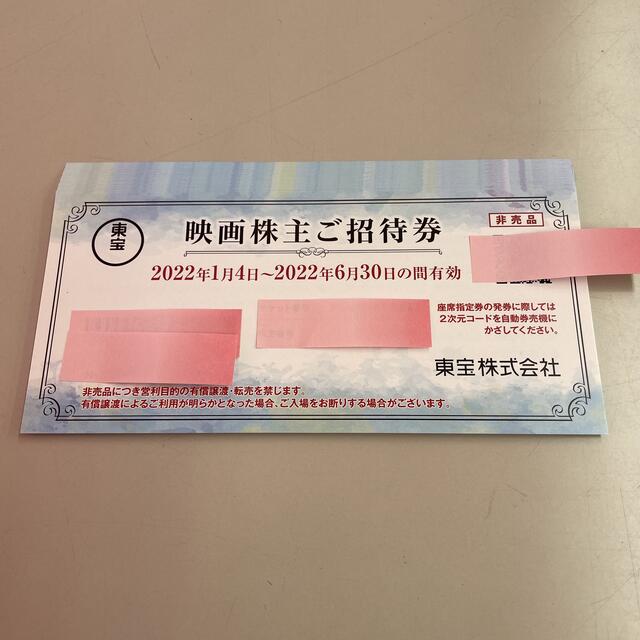 東宝
映画株主ご招待券
非売品
2022年1月4日～2022年6月30日の間有効
座席指定券の発券に際しては
2次元コードを自動券売機に
かざしてください。
東宝株式会社
非売品につき営利目的の有償譲渡・転売を禁じます。
有償譲渡によるご利用が明らかとなった場合、ご入場をお断りする場合がございます。